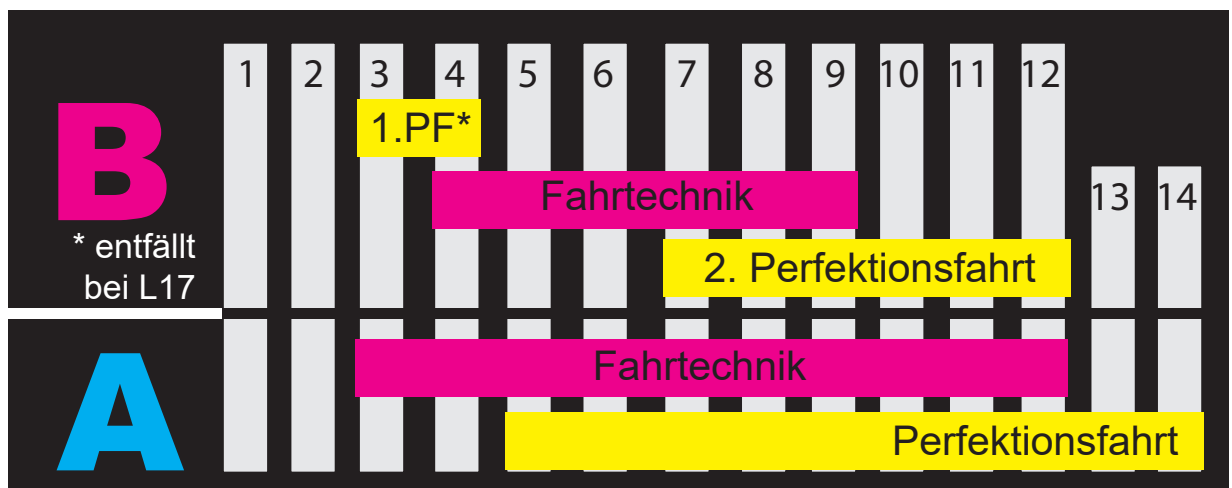 1 2 3 4 5 6 7 8 9 10 11 12
1.PF*
B
Fahrtechnik
13 14
* entfällt
bei L17
2. Perfektionsfahrt
A
Fahrtechnik
Perfektionsfahrt